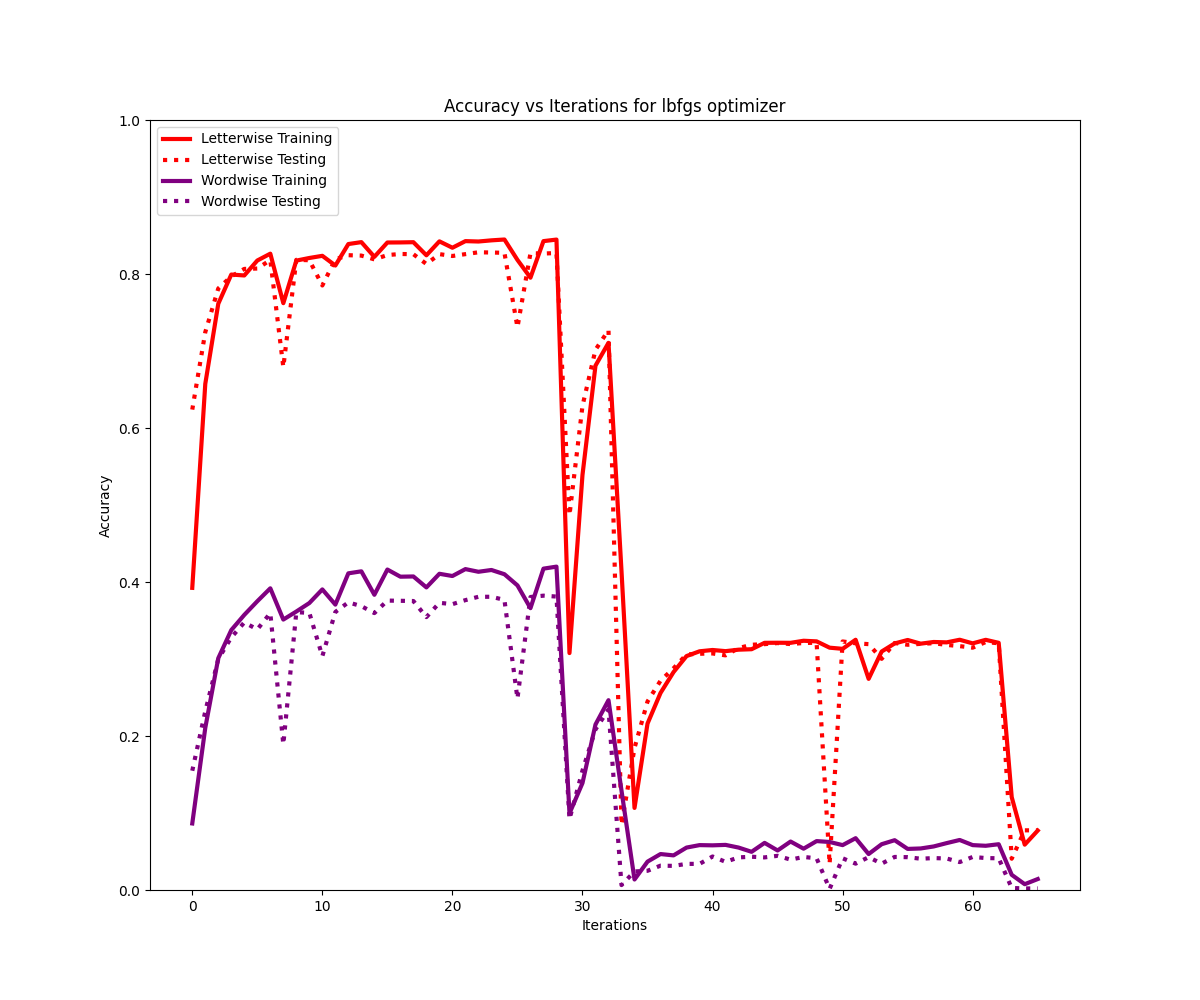 Accuracy vs Iterations for lbfgs optimizer
1.0
Letterwise Training
Letterwise Testing
Wordwise Training
Wordwise Testing
0.8
0.6
Accuracy
0.4
0.2
0.0
0 10 20 30 40 50 60
Iterations